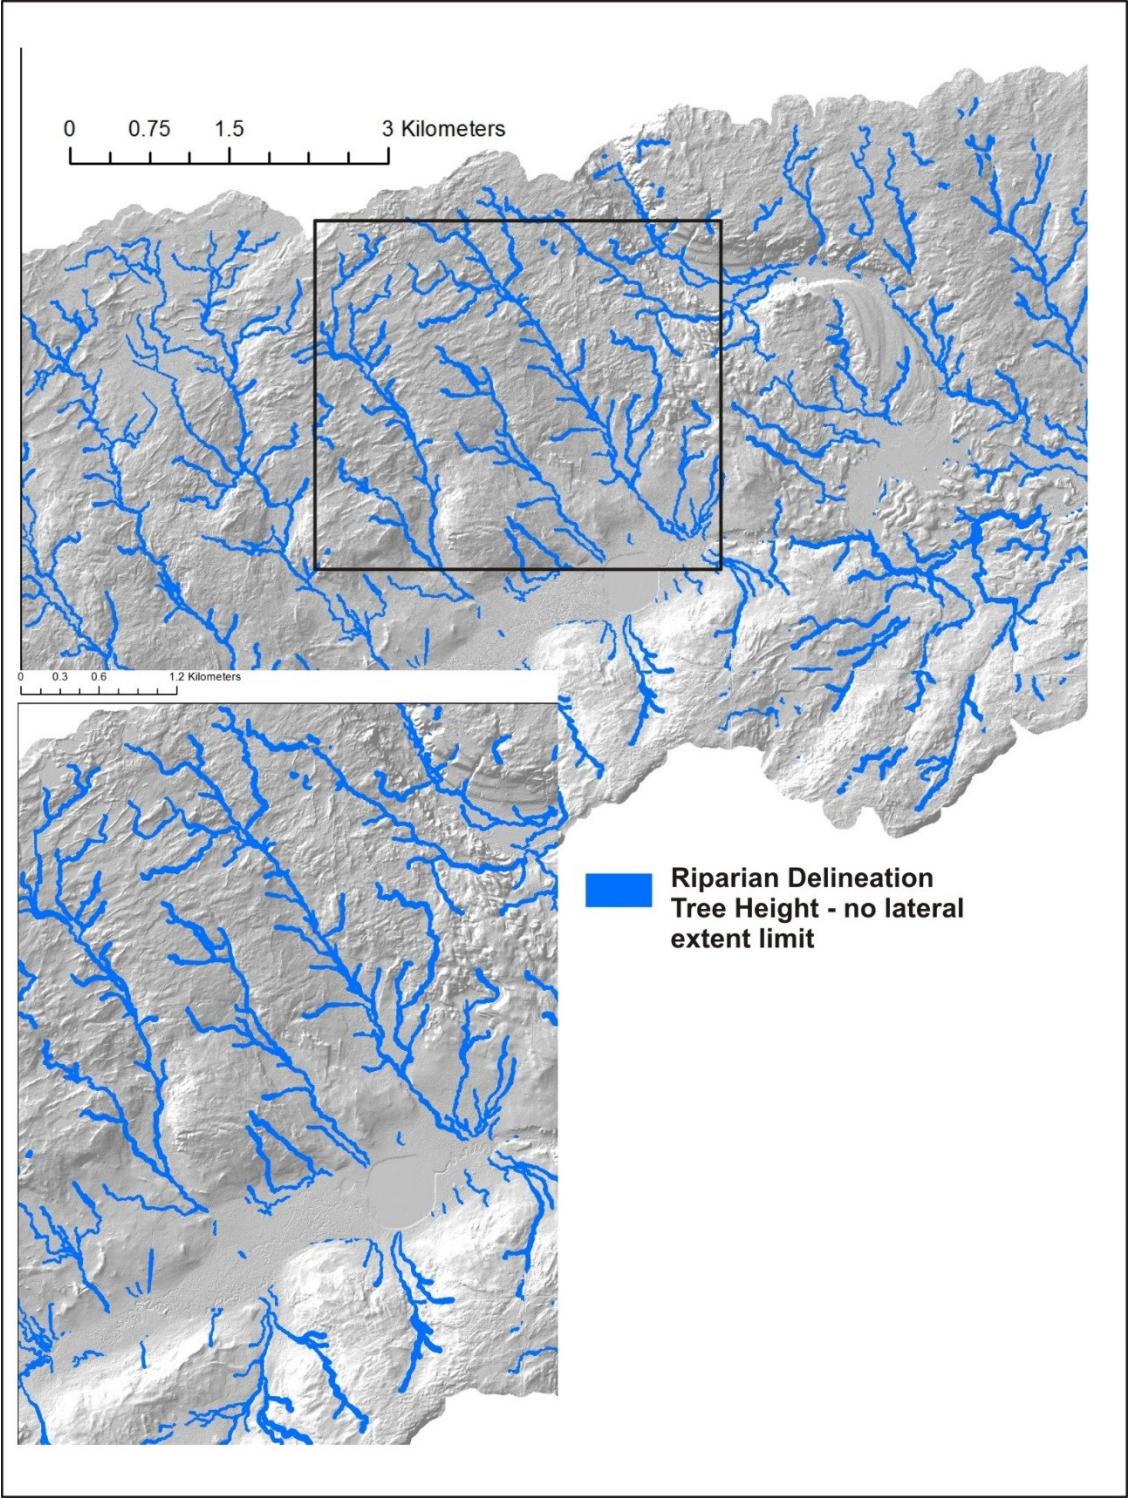 0 0.75 1.5 3 Kilometers
0 0.3 0.6 1.2 Kilometers
Riparian Delineation
Tree Height - no lateral
extent limit